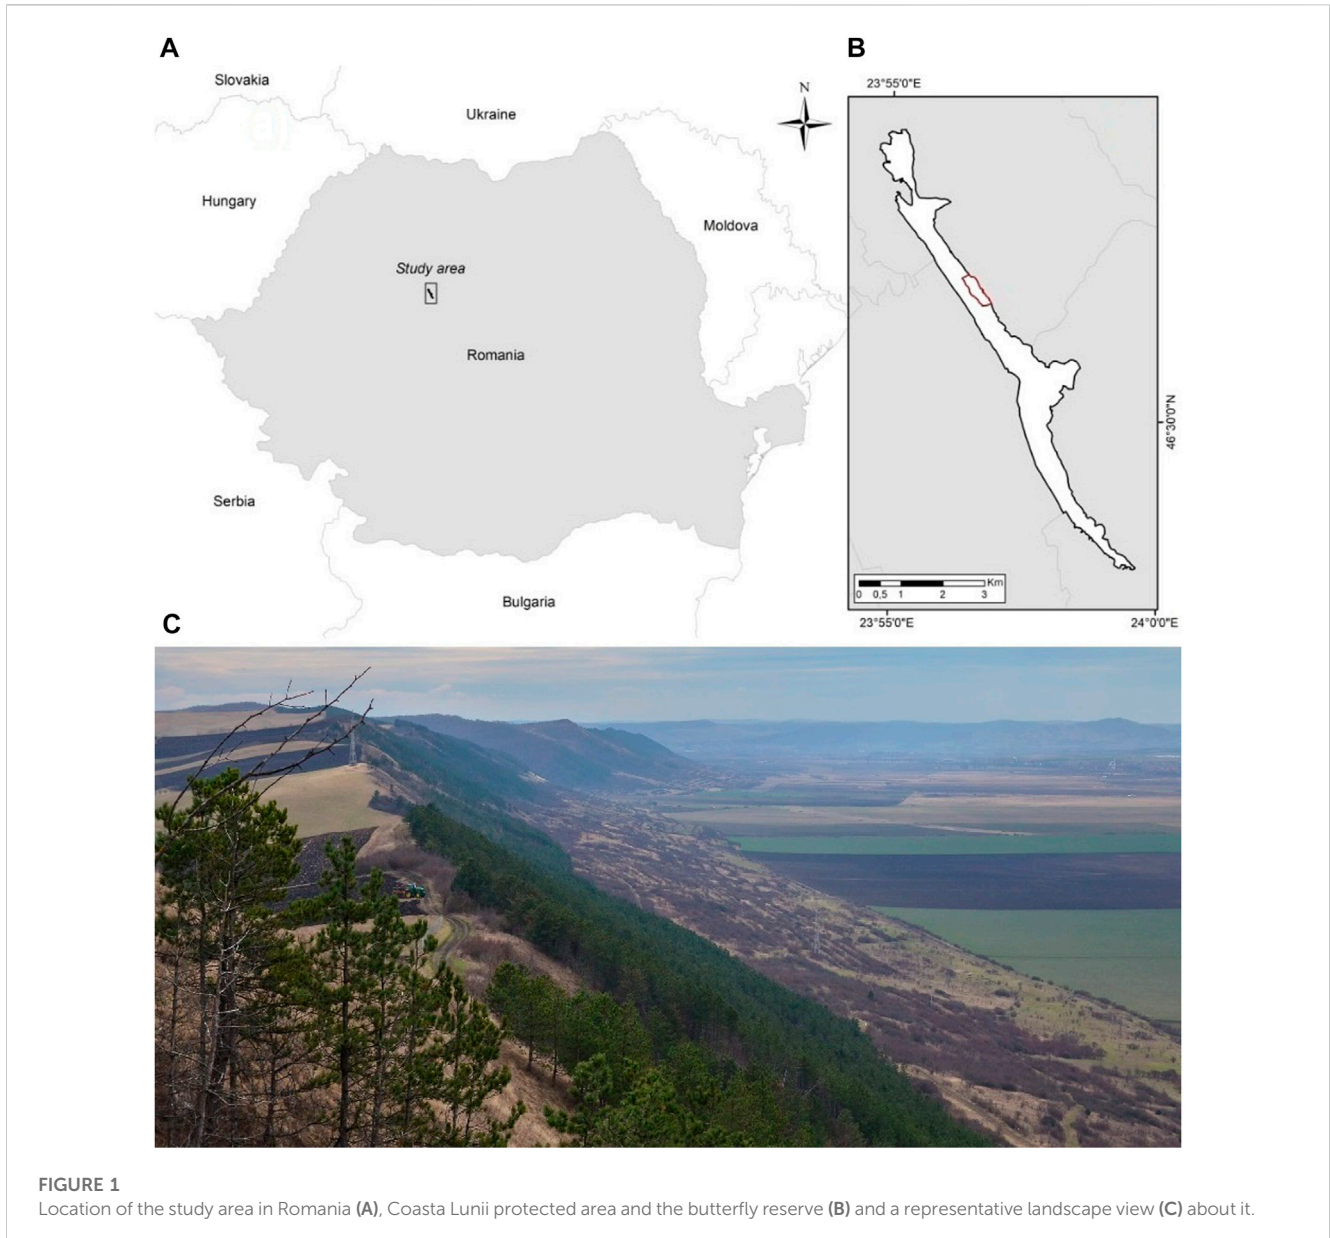 A
B
Slovakia
Ukraine
N
23°55'0"E
Hungary
Moldova
Study area
Romania
46°30'0"N
Serbia
Km
0 0,5 1 2 3
Bulgaria
23°55'0"E 24°0'0"E
C
FIGURE 1
Location of the study area in Romania (A), Coasta Lunii protected area and the butterfly reserve (B) and a representative landscape view (C) about it.